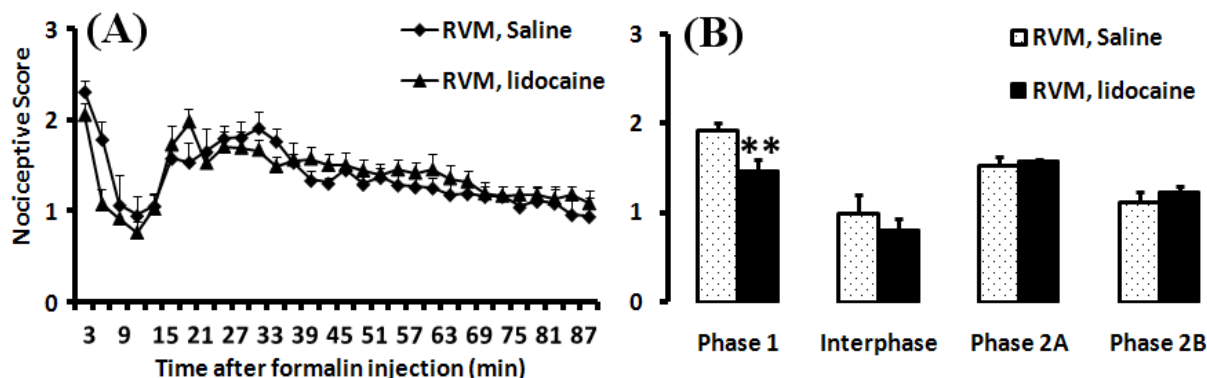 (A)
RVM, Saline
RVM, lidocaine
Nociceptive Score
3
2
1
0
3 9 15 21 27 33 39 45 51 57 63 69 75 81 87
Time after formalin injection (min)
(B)
RVM, Saline
RVM, lidocaine
3
2
1
0
**
Phase 1 Interphase Phase 2A Phase 2B